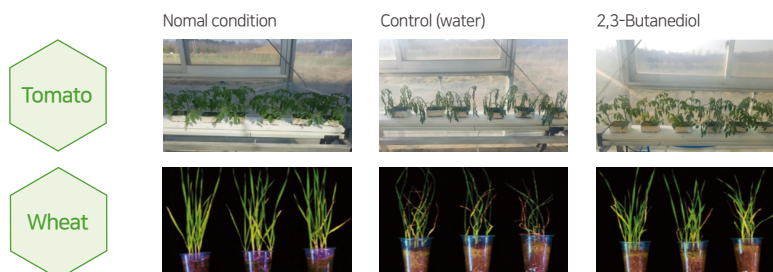 Nomal condition
Control (water)
2,3-Butanediol
Tomato
Wheat